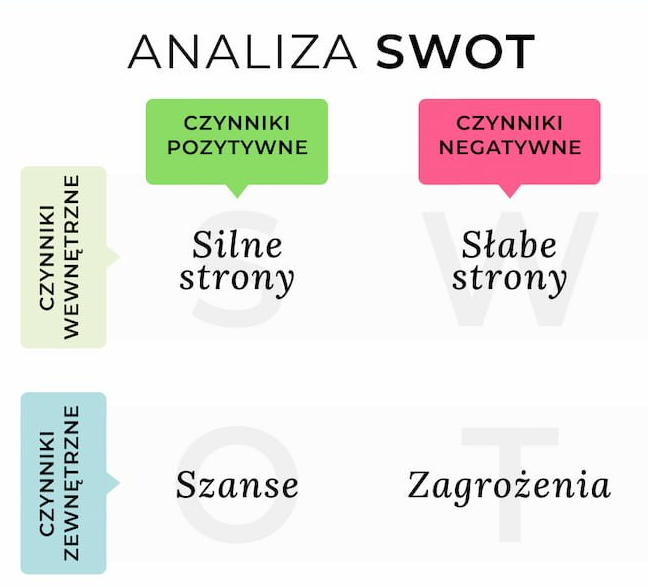 ANALIZA SWOT
CZYNNIKI
POZYTYWNE
CZYNNIKI
NEGATYWNE
CZYNNIKI
WEWNĘTRZNE
S
Silne
strony
W
Słabe
strony
CZYNNIKI
ZEWNĘTRZNE
O
Szanse
T
Zagrożenia